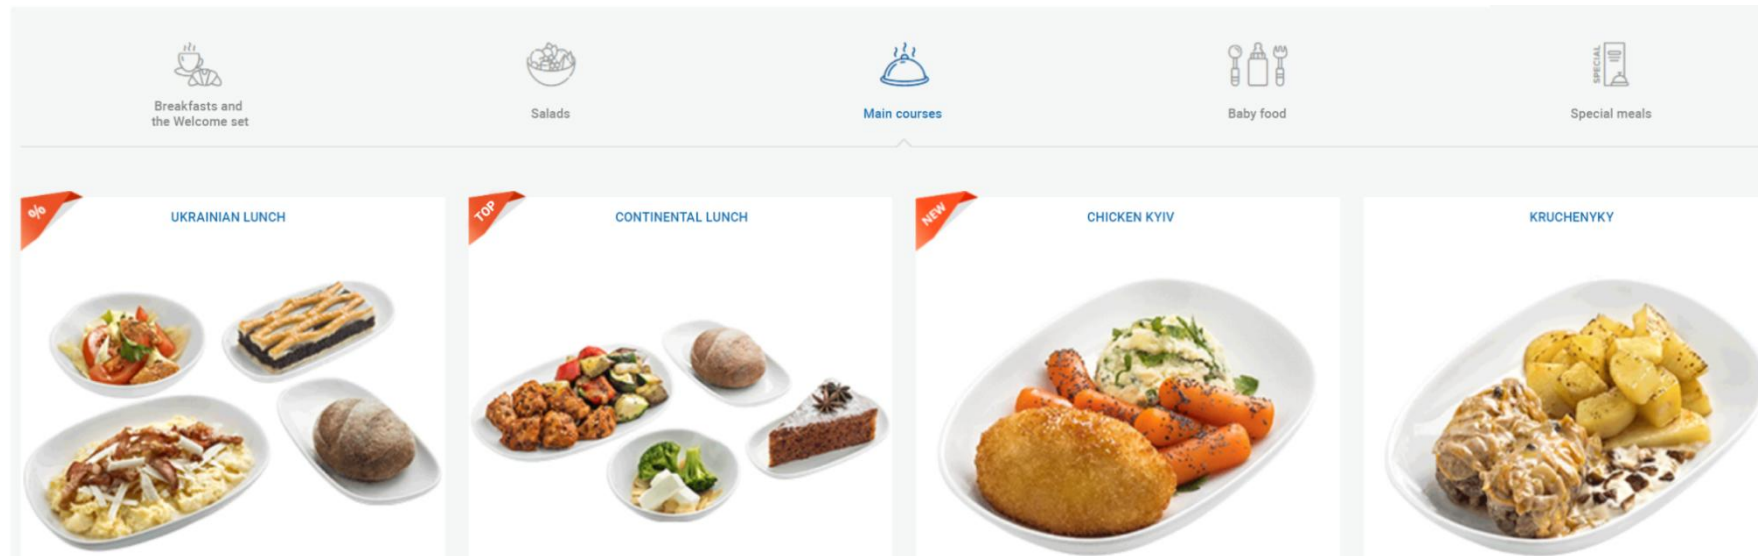 Breakfasts and
the Welcome set
Salads
Main courses
Baby food
SPECIAL
Special meals
%
UKRAINIAN LUNCH
TOP
CONTINENTAL LUNCH
NEW
CHICKEN KYIV
KRUCHENYKY